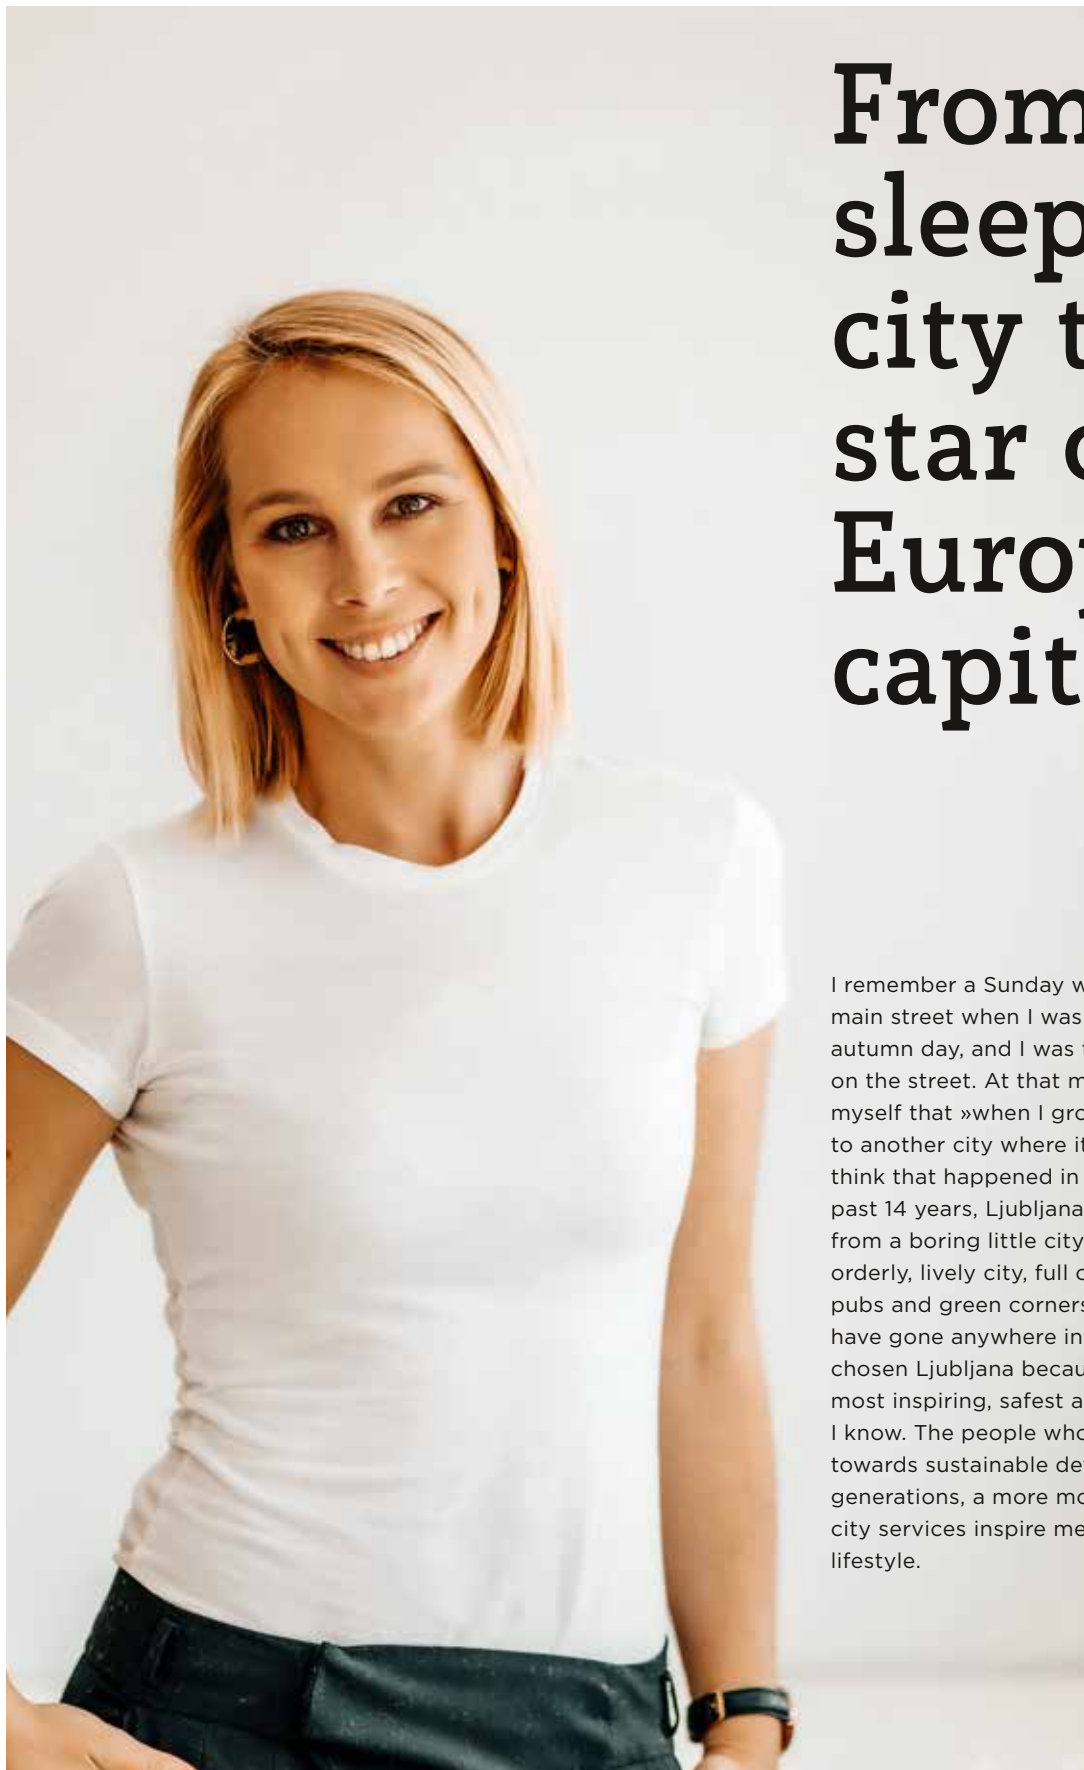 From
sleep
city t
star
Euro
capit
I remember a Sunday w
main street when I was
autumn day, and I was
on the street. At that m
myself that »when I gro
to another city where it
think that happened in
past 14 years, Ljubljana
from a boring little city
orderly, lively city, full
pubs and green corners
have gone anywhere in
chosen Ljubljana becau
most inspiring, safest a
I know. The people who
towards sustainable de
generations, a more mo
city services inspire me
lifestyle.